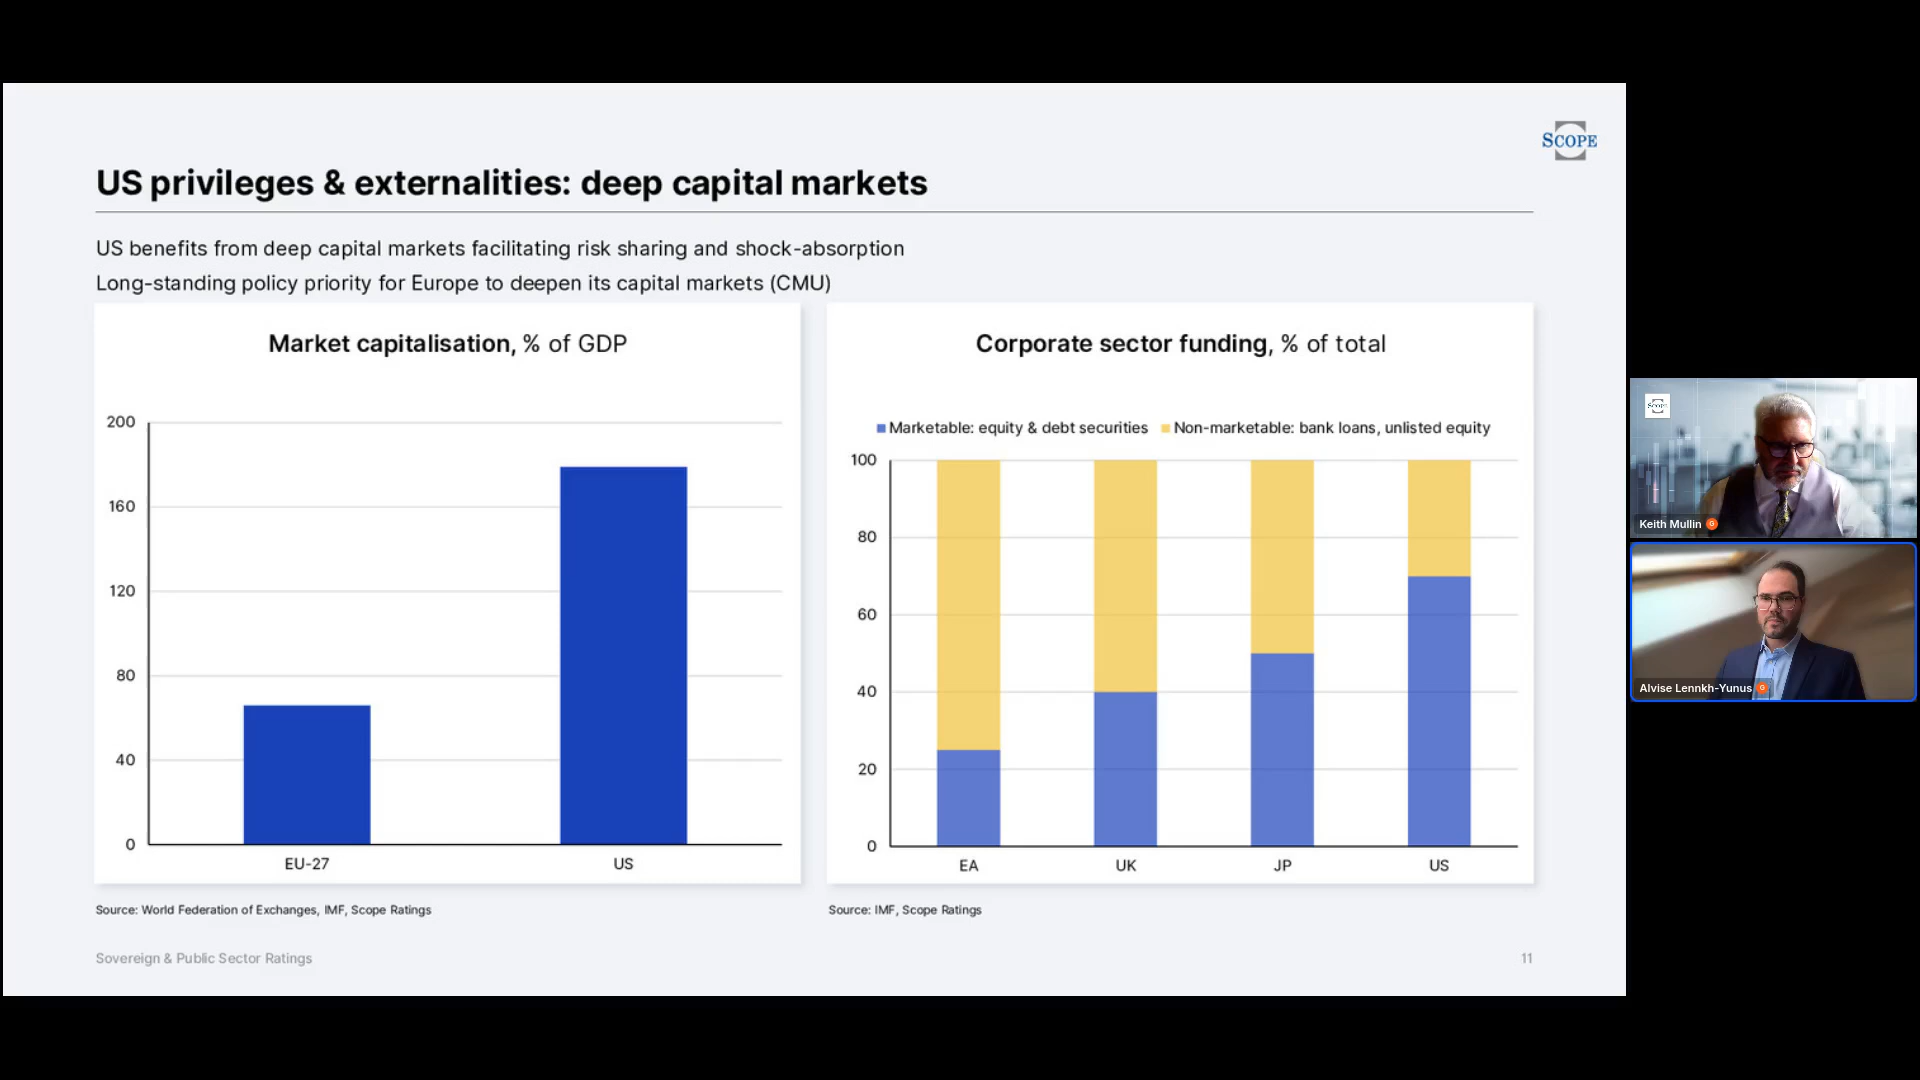 SCOPE
US privileges & externalities: deep capital markets
US benefits from deep capital markets facilitating risk sharing and shock-absorption
Long-standing policy priority for Europe to deepen its capital markets (CMU)
Market capitalisation, % of GDP
200
160
120
80
40
0
EU-27
US
Source: World Federation of Exchanges, IMF, Scope Ratings
Corporate sector funding, % of total
Marketable: equity & debt securities
Non-marketable: bank loans, unlisted equity
100
80
60
40
20
0
EA
UK
JP
US
Source: IMF, Scope Ratings
Sovereign & Public Sector Ratings
11
SCOPE
Keith Mullin G
Alvise Lennkh-Yunus G